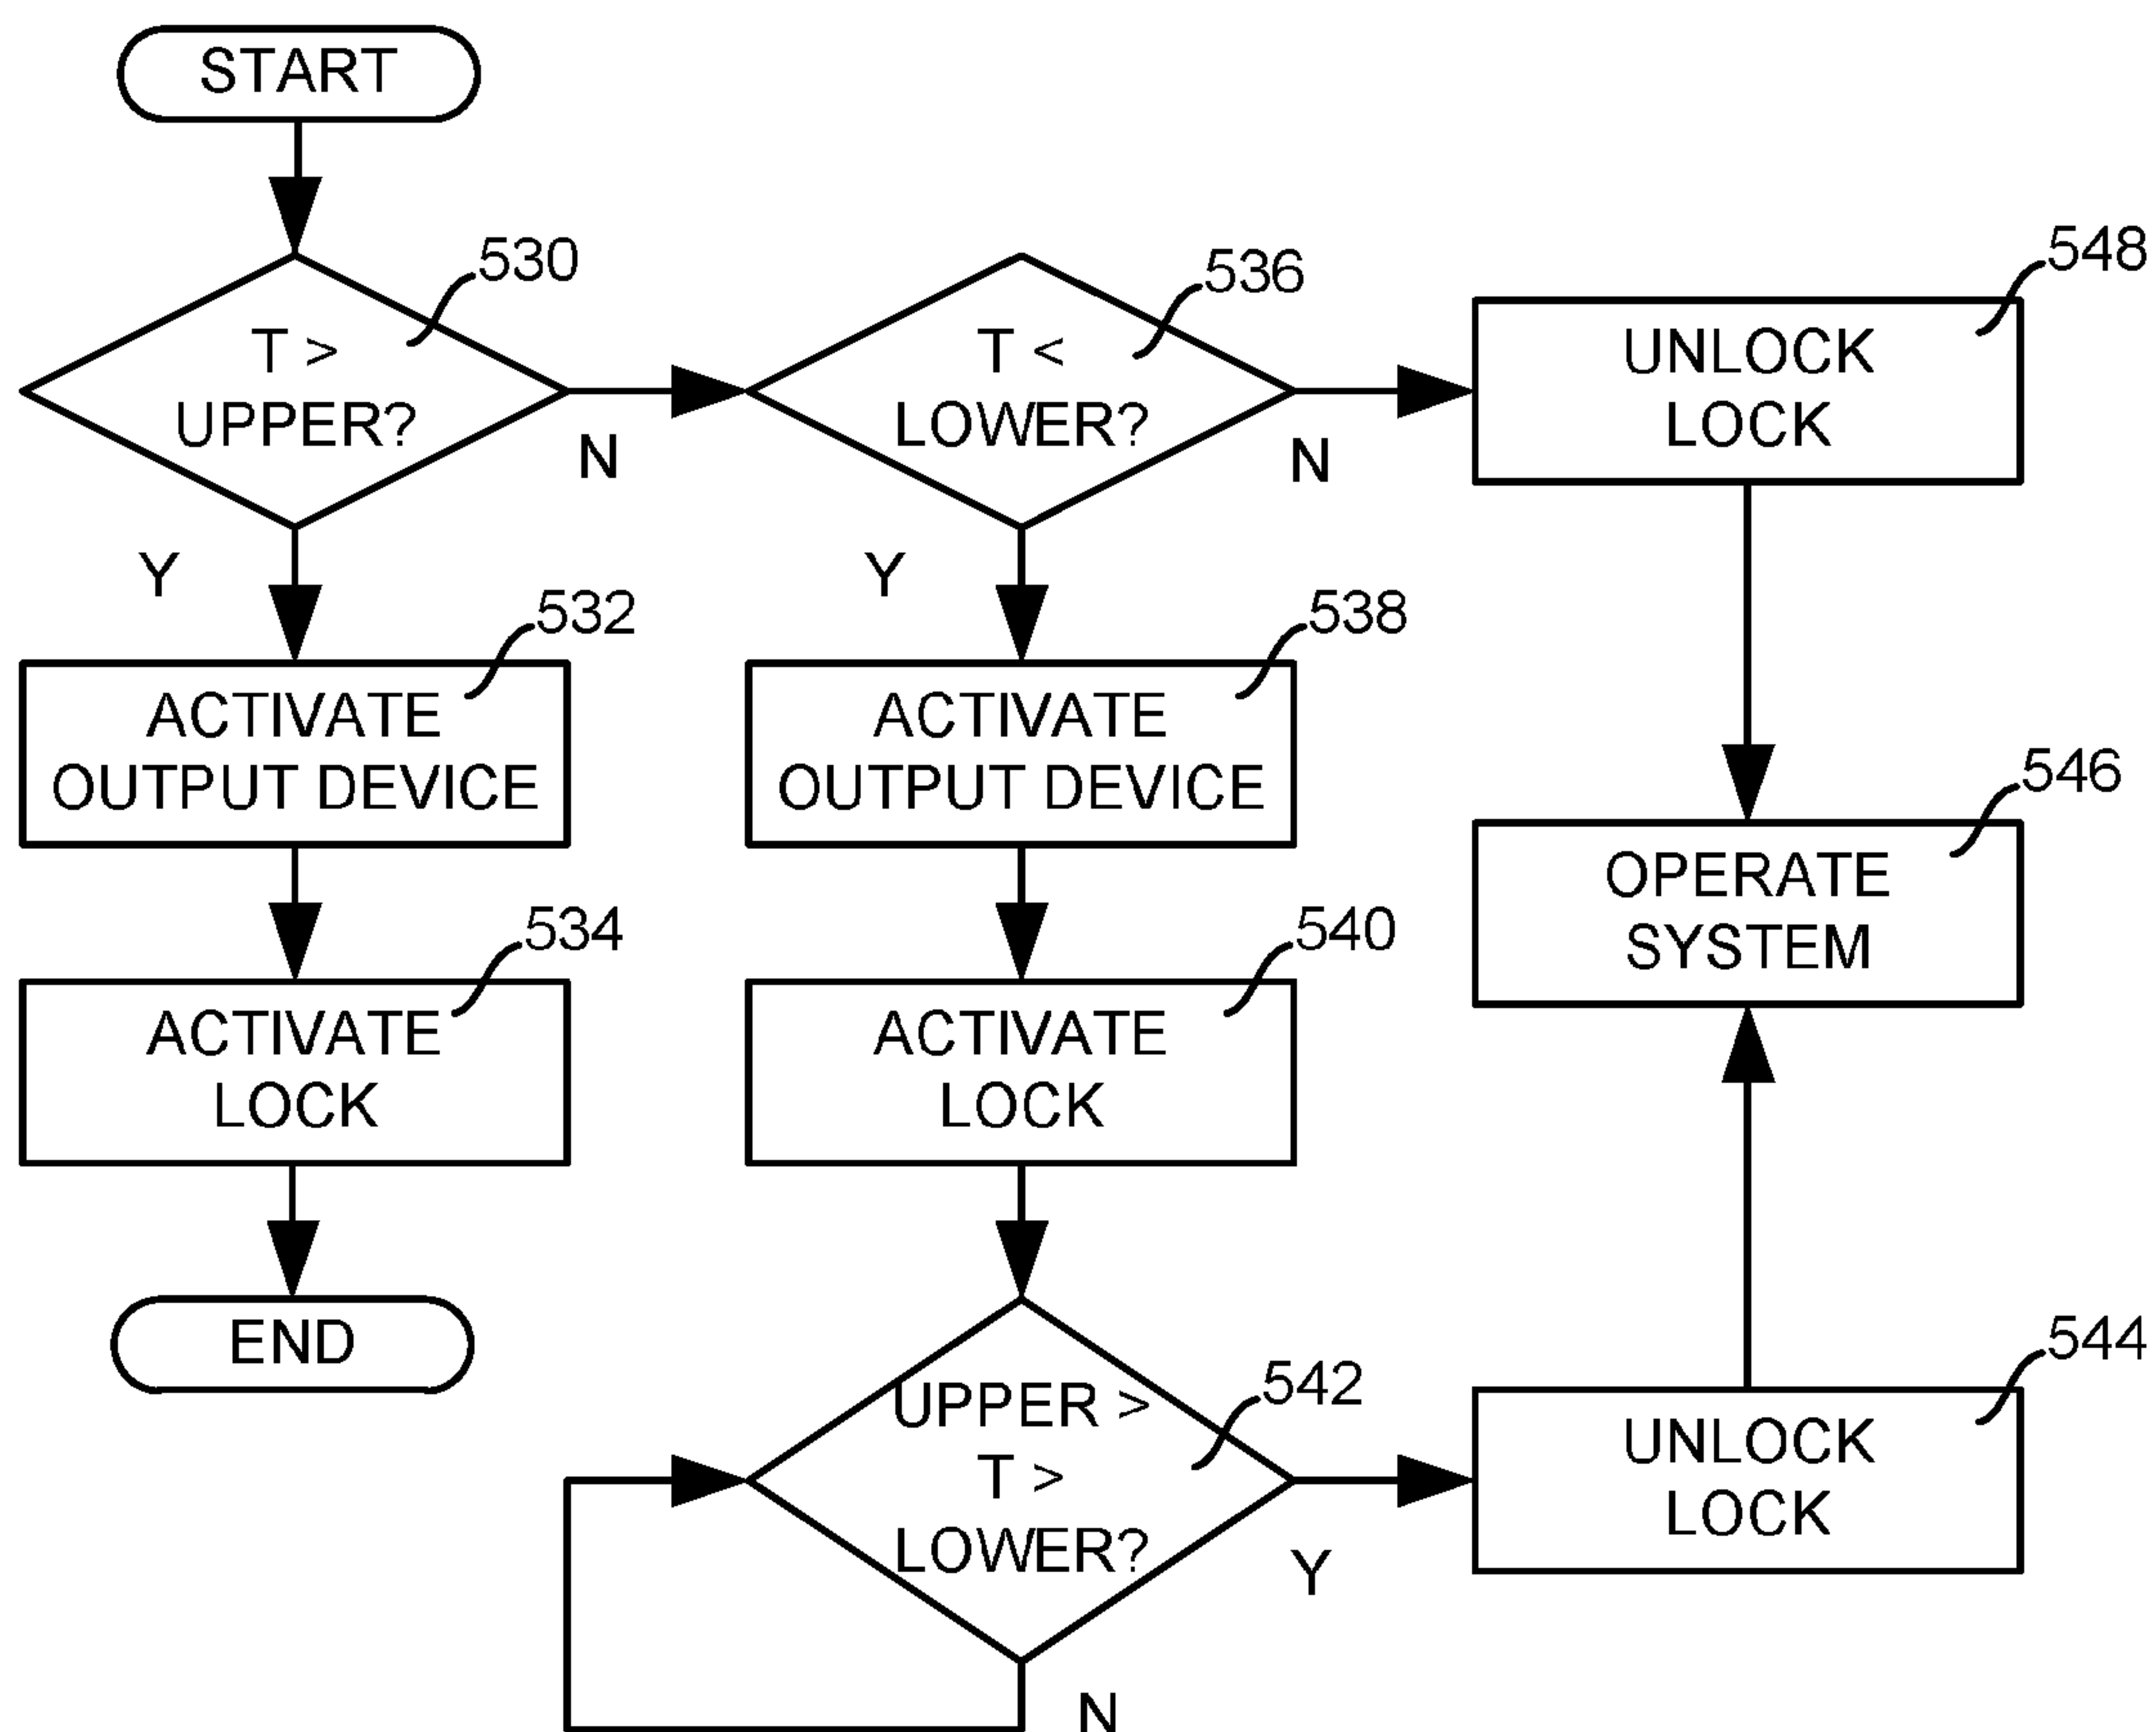 START
530
T >
UPPER?
N
Y
536
T <
LOWER?
N
Y
548
UNLOCK
LOCK
532
ACTIVATE
OUTPUT DEVICE
538
ACTIVATE
OUTPUT DEVICE
546
OPERATE
SYSTEM
534
ACTIVATE
LOCK
540
ACTIVATE
LOCK
END
542
UPPER >
T >
LOWER?
Y
N
544
UNLOCK
LOCK